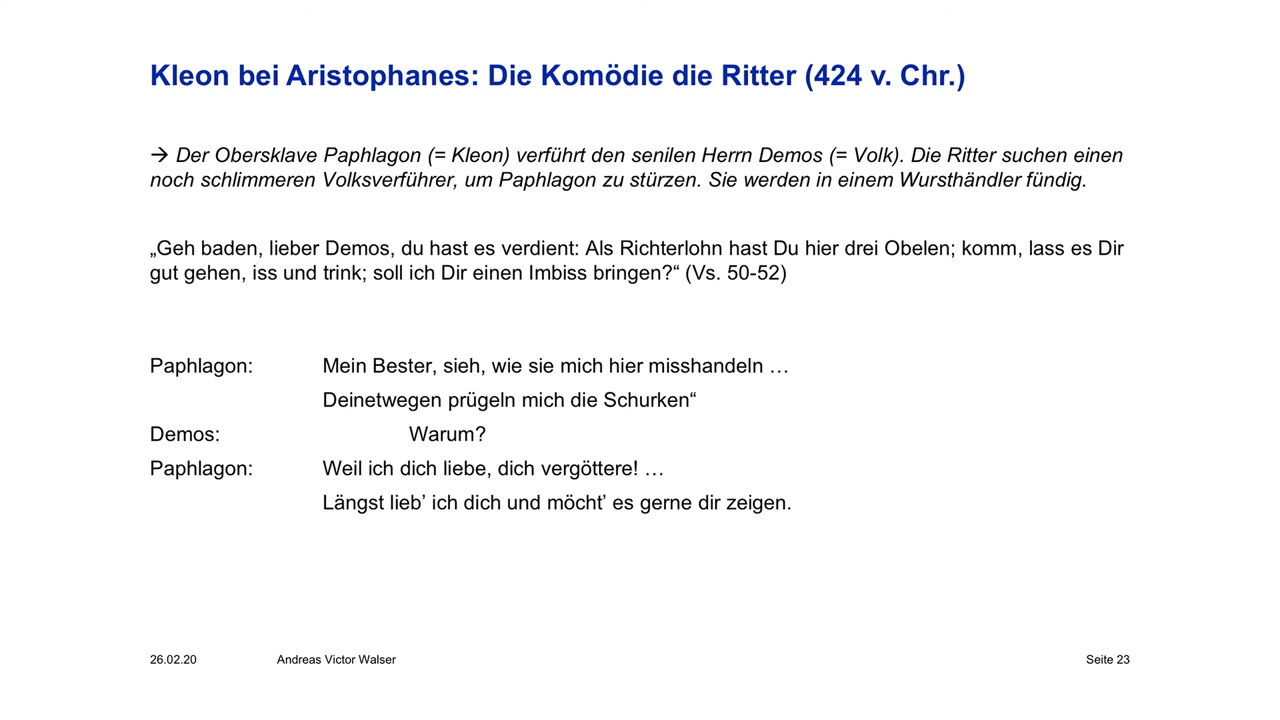 Kleon bei Aristophanes: Die Komödie die Ritter (424 v. Chr.)
→ Der Obersklave Paphlagon (= Kleon) verführt den senilen Herrn Demos (= Volk). Die Ritter suchen einen
noch schlimmeren Volksverführer, um Paphlagon zu stürzen. Sie werden in einem Wursthändler fündig.
„Geh baden, lieber Demos, du hast es verdient: Als Richterlohn hast Du hier drei Obelen; komm, lass es Dir
gut gehen, iss und trink; soll ich Dir einen Imbiss bringen?“ (Vs. 50-52)
Paphlagon: Mein Bester, sieh, wie sie mich hier misshandeln …
Deinetwegen prügeln mich die Schurken“
Demos: Warum?
Paphlagon: Weil ich dich liebe, dich vergöttere! …
Längst lieb’ ich dich und möcht’ es gerne dir zeigen.
26.02.20 Andreas Victor Walser Seite 23